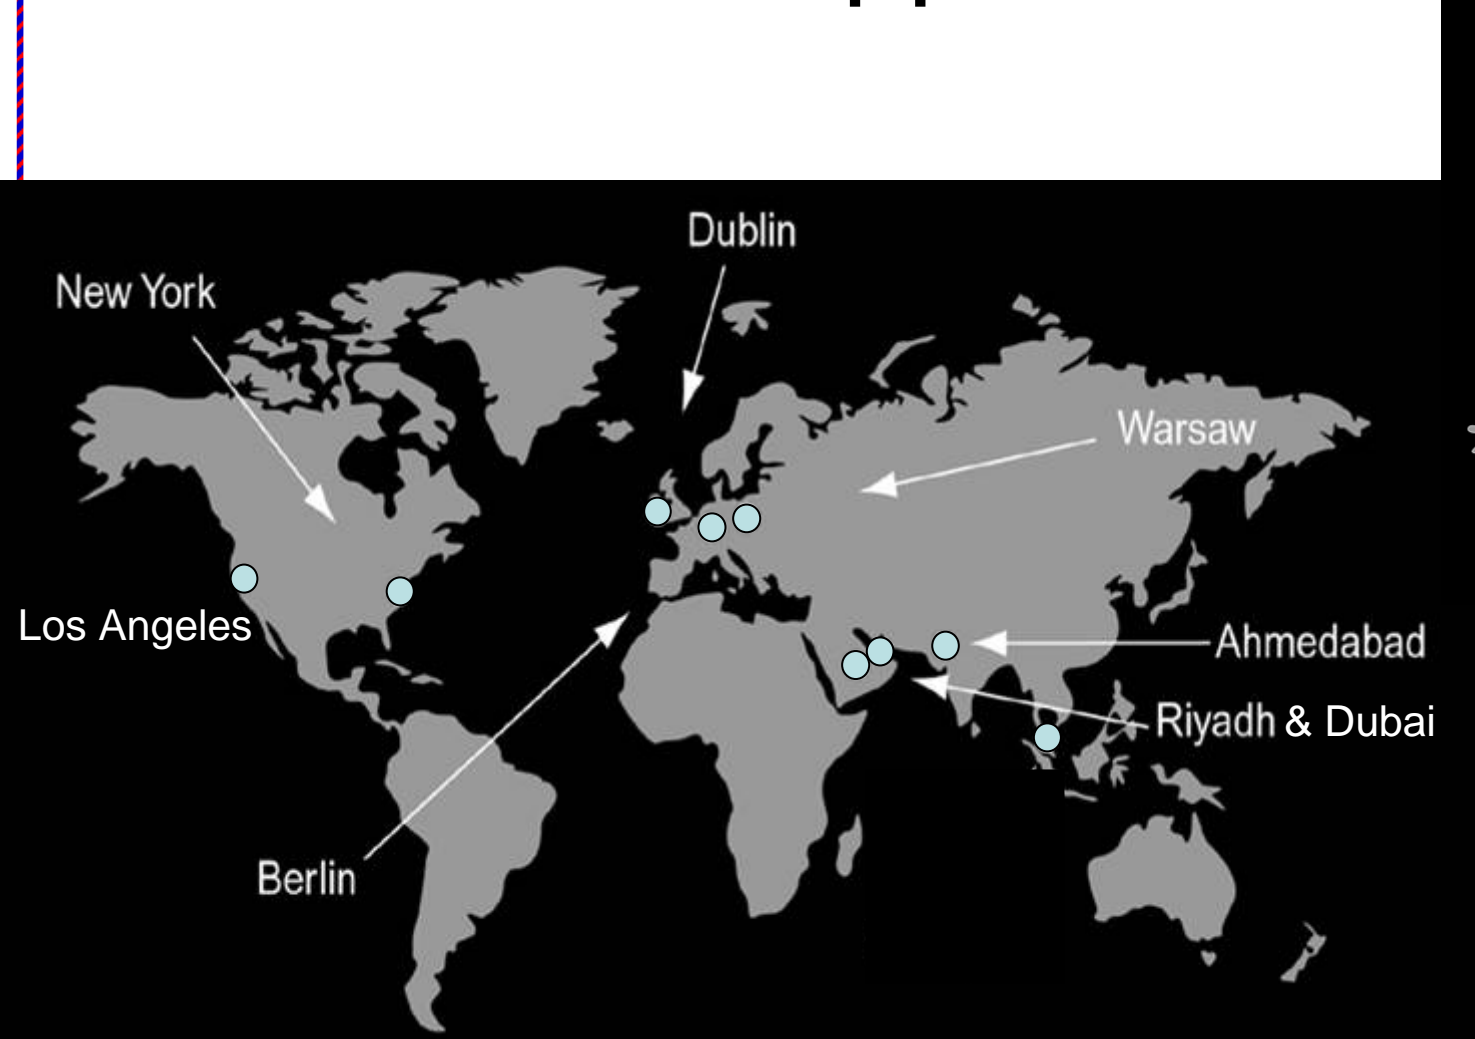 Dublin
New York
Warsaw
Los Angeles
Ahmedabad
Riyadh & Dubai
Berlin